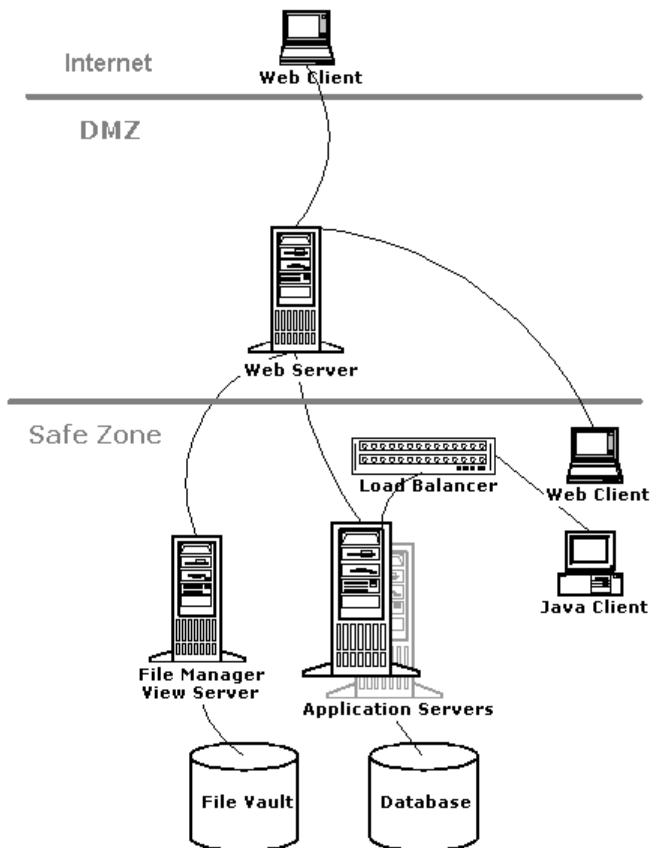 Internet
Web Client
DMZ
Web Server
Safe Zone
Load Balancer
Web Client
Java Client
File Manager
View Server
Application Servers
File Vault
Database